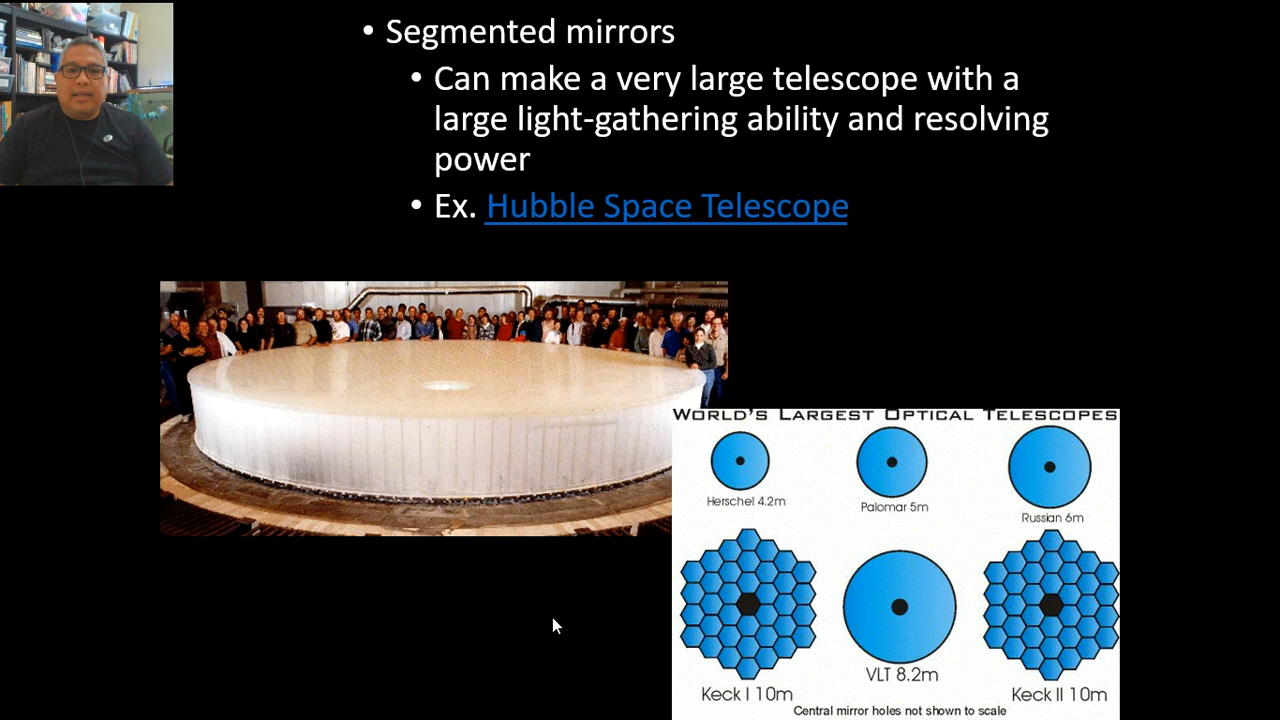 • Segmented mirrors
• Can make a very large telescope with a
large light-gathering ability and resolving
power
• Ex. Hubble Space Telescope
WORLD'S LARGEST OPTICAL TELESCOPES
Herschel 4.2m
Palomar 5m
Russian 6m
Keck I 10m
VLT 8.2m
Keck II 10m
Central mirror holes not shown to scale